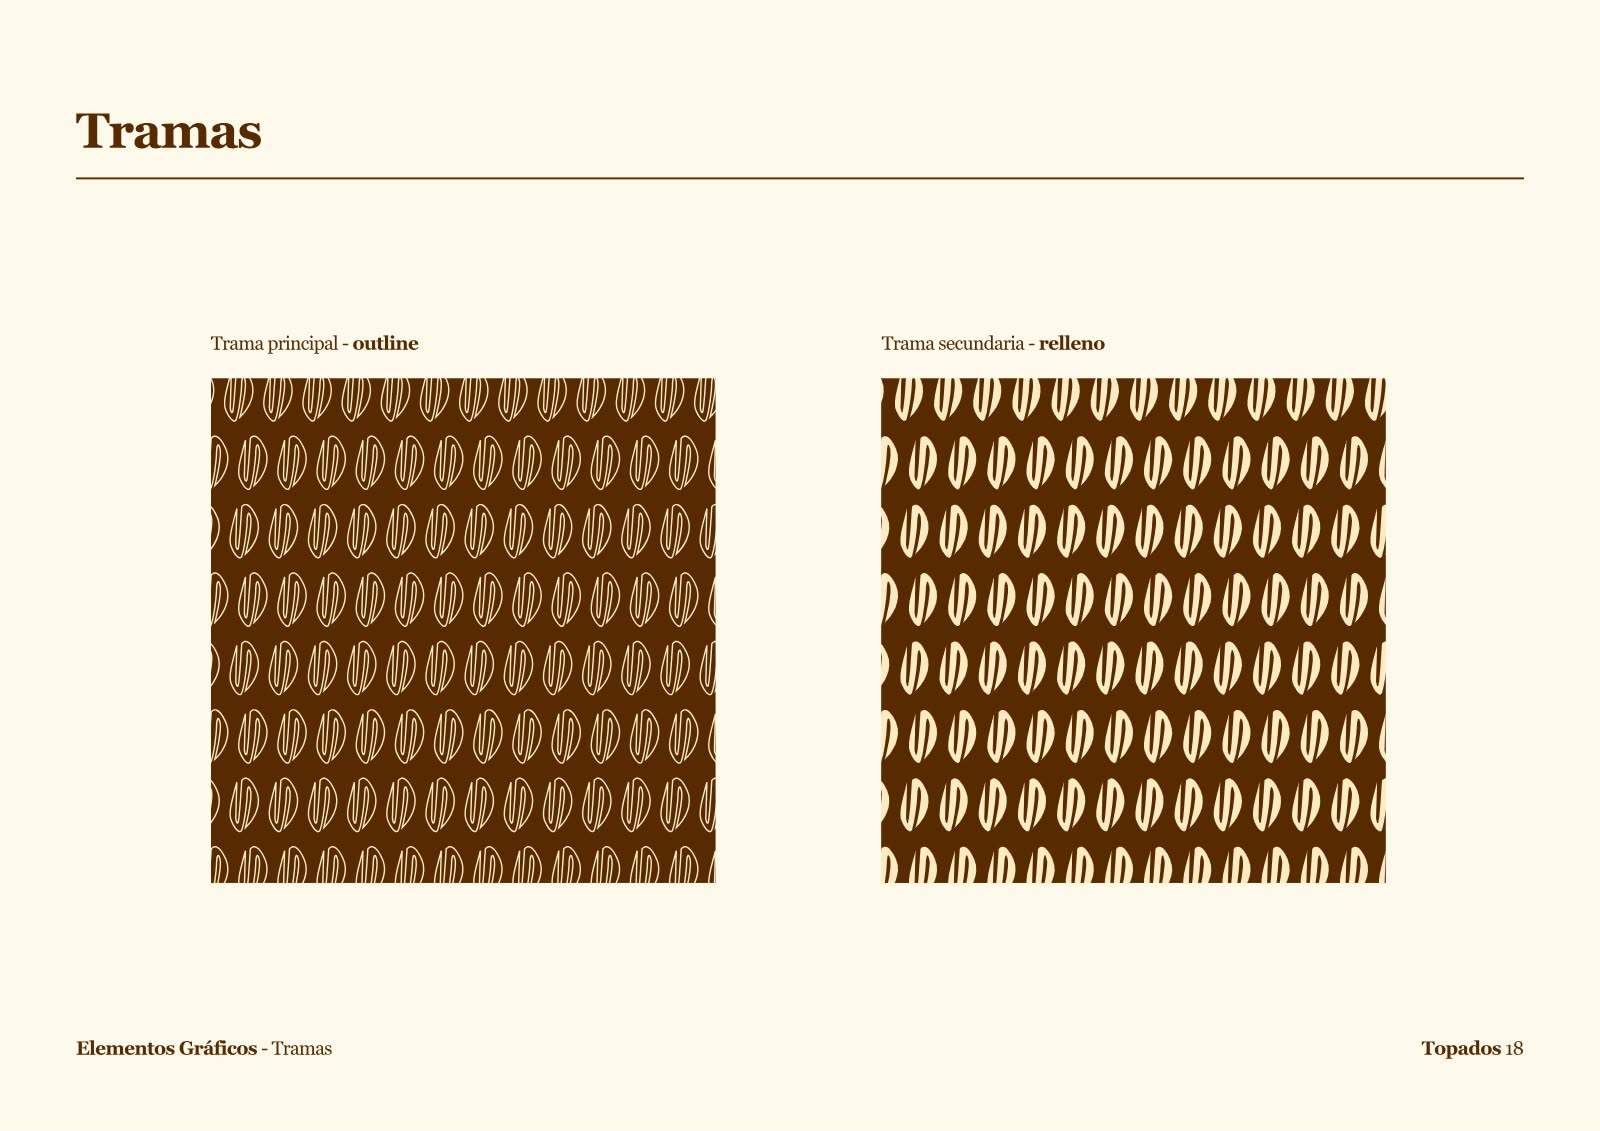 Tramas
Trama principal - outline
Trama secundaria - relleno
Elementos Gráficos - Tramas
Topados 18